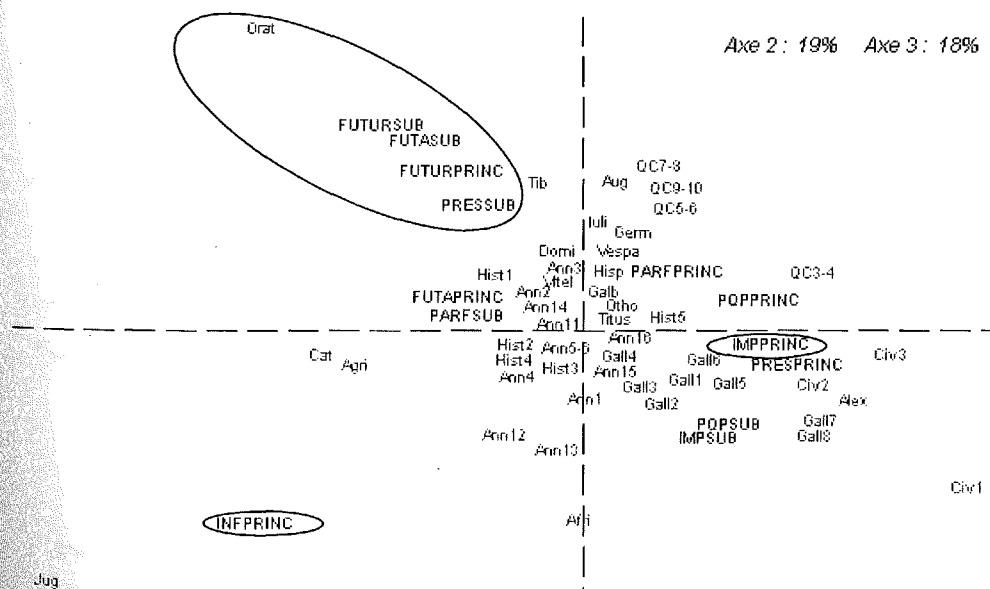 Orat
Axe 2 : 19% Axe 3 : 18%
FUTURSUB
FUTASUB
FUTURPRINC
QC7-8
Tib
Aug
QC9-10
PRESSUB
QC5-6
Iuli
Germ
Domi
Vespa
Ann3
Hist1
Hisp
PARFPRINC
QC3-4
Vitel
Ann2
Galb
FUTAPRINC
PQPPRINC
Ann14
Otho
PARFSUB
Titus
Hist5
Ann11
Ann16
Hist2
Ann5-6
IMPPRINC
Cat
Hist4
Gall4
Gall6
Civ3
Agri
Hist3
PRESPRINC
Ann4
Ann15
Gall3
Gall1
Gall5
Civ2
Ann1
Gall2
Alex
PQPSUB
Gall7
Ann12
IMPSUB
Gall8
Ann13
Civ1
INFPRINC
Afri
Jug